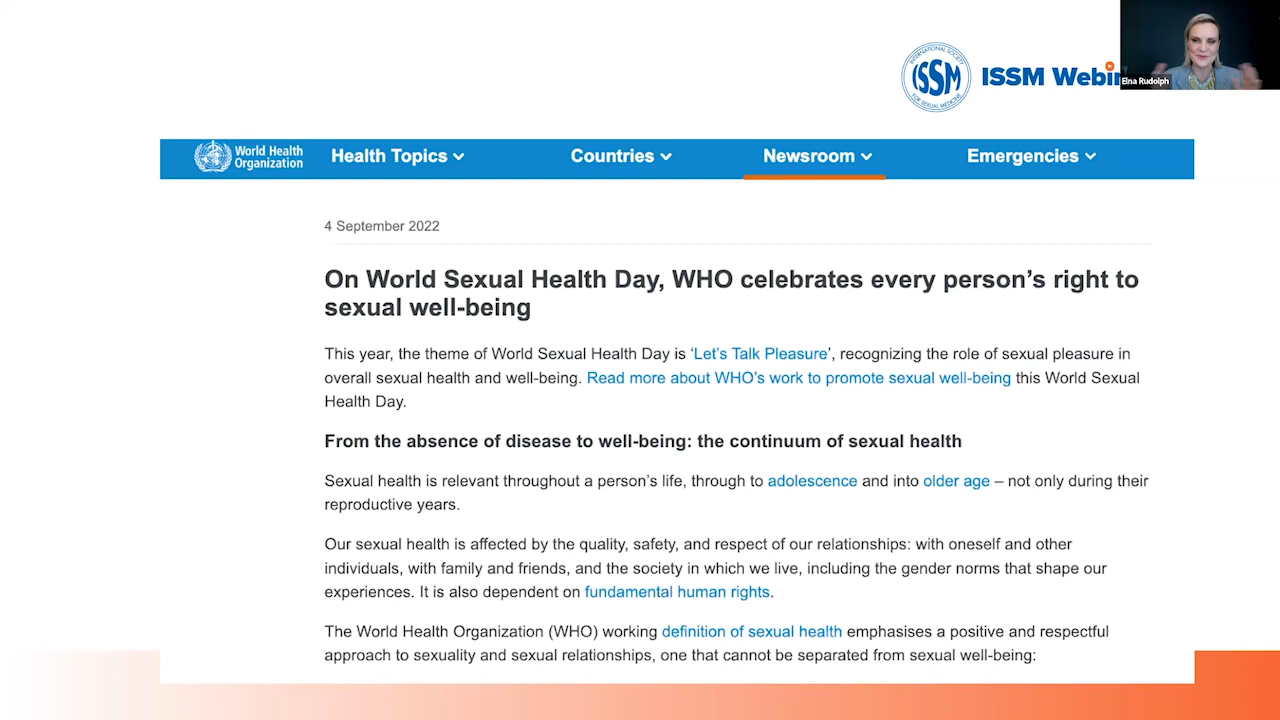 INTERNATIONAL SOCIETY
ISSM
FOR SEXUAL MEDICINE
ISSM Webin
Elna Rudolph
World Health
Organization
Health Topics
Countries
Newsroom
Emergencies
4 September 2022
On World Sexual Health Day, WHO celebrates every person’s right to
sexual well-being
This year, the theme of World Sexual Health Day is ‘Let’s Talk Pleasure’, recognizing the role of sexual pleasure in
overall sexual health and well-being. Read more about WHO’s work to promote sexual well-being this World Sexual
Health Day.
From the absence of disease to well-being: the continuum of sexual health
Sexual health is relevant throughout a person’s life, through to adolescence and into older age – not only during their
reproductive years.
Our sexual health is affected by the quality, safety, and respect of our relationships: with oneself and other
individuals, with family and friends, and the society in which we live, including the gender norms that shape our
experiences. It is also dependent on fundamental human rights.
The World Health Organization (WHO) working definition of sexual health emphasises a positive and respectful
approach to sexuality and sexual relationships, one that cannot be separated from sexual well-being: